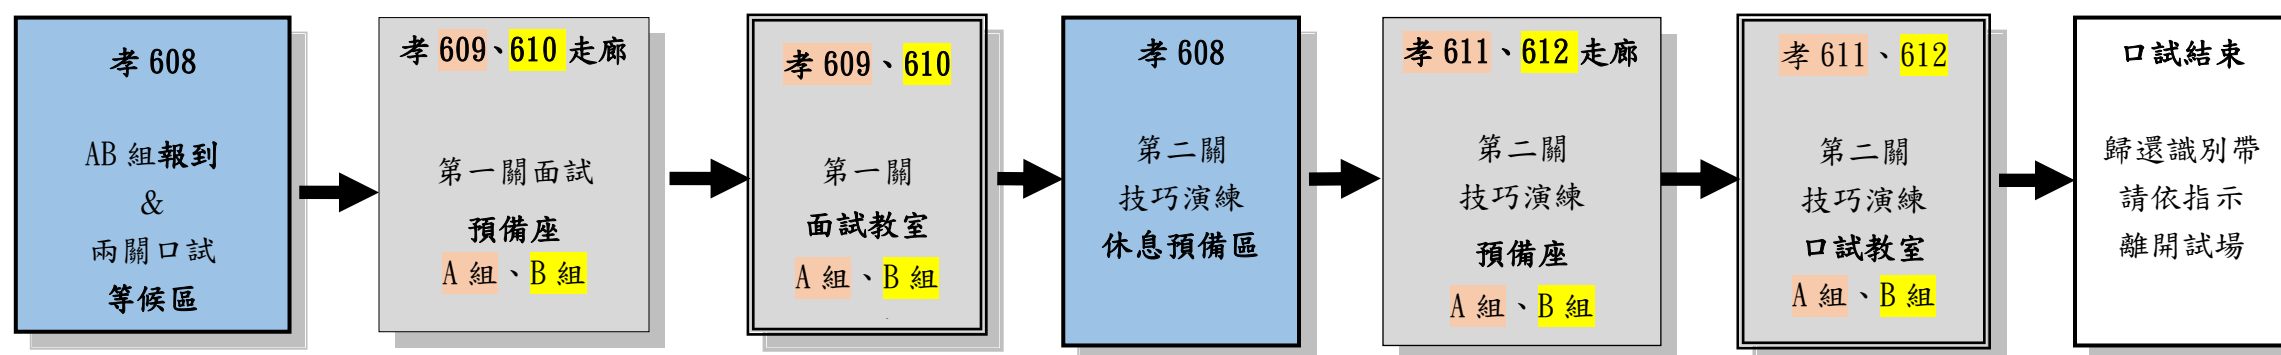 孝 608
AB 組報到
&
兩關口試
等候區
孝 609、610 走廊
第一關面試
預備座
A 組、B 組
孝 609、610
第一關
面試教室
A 組、B 組
孝 608
第二關
技巧演練
休息預備區
孝 611、612 走廊
第二關
技巧演練
預備座
A 組、B 組
孝 611、612
第二關
技巧演練
口試教室
A 組、B 組
口試結束
歸還識別帶
請依指示
離開試場